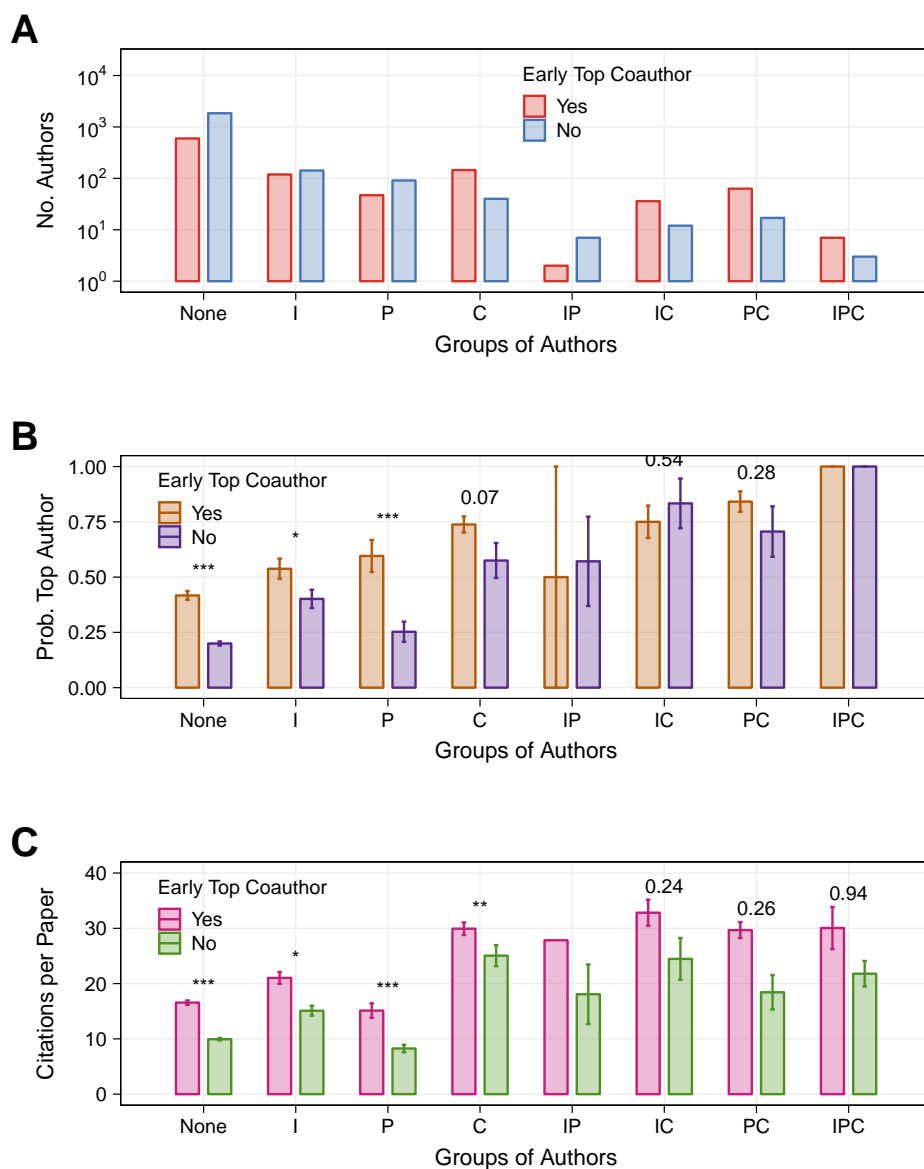 A
Early Top Coauthor
Yes
No
No. Authors
10^4
10^3
10^2
10^1
10^0
None I P C IP IC PC IPC
Groups of Authors
B
Early Top Coauthor
Yes
No
Prob. Top Author
1.00
0.75
0.50
0.25
0.00
*** * *** 0.07 0.54 0.28
None I P C IP IC PC IPC
Groups of Authors
C
Early Top Coauthor
Yes
No
Citations per Paper
40
30
20
10
0
*** * *** ** 0.24 0.26 0.94
None I P C IP IC PC IPC
Groups of Authors